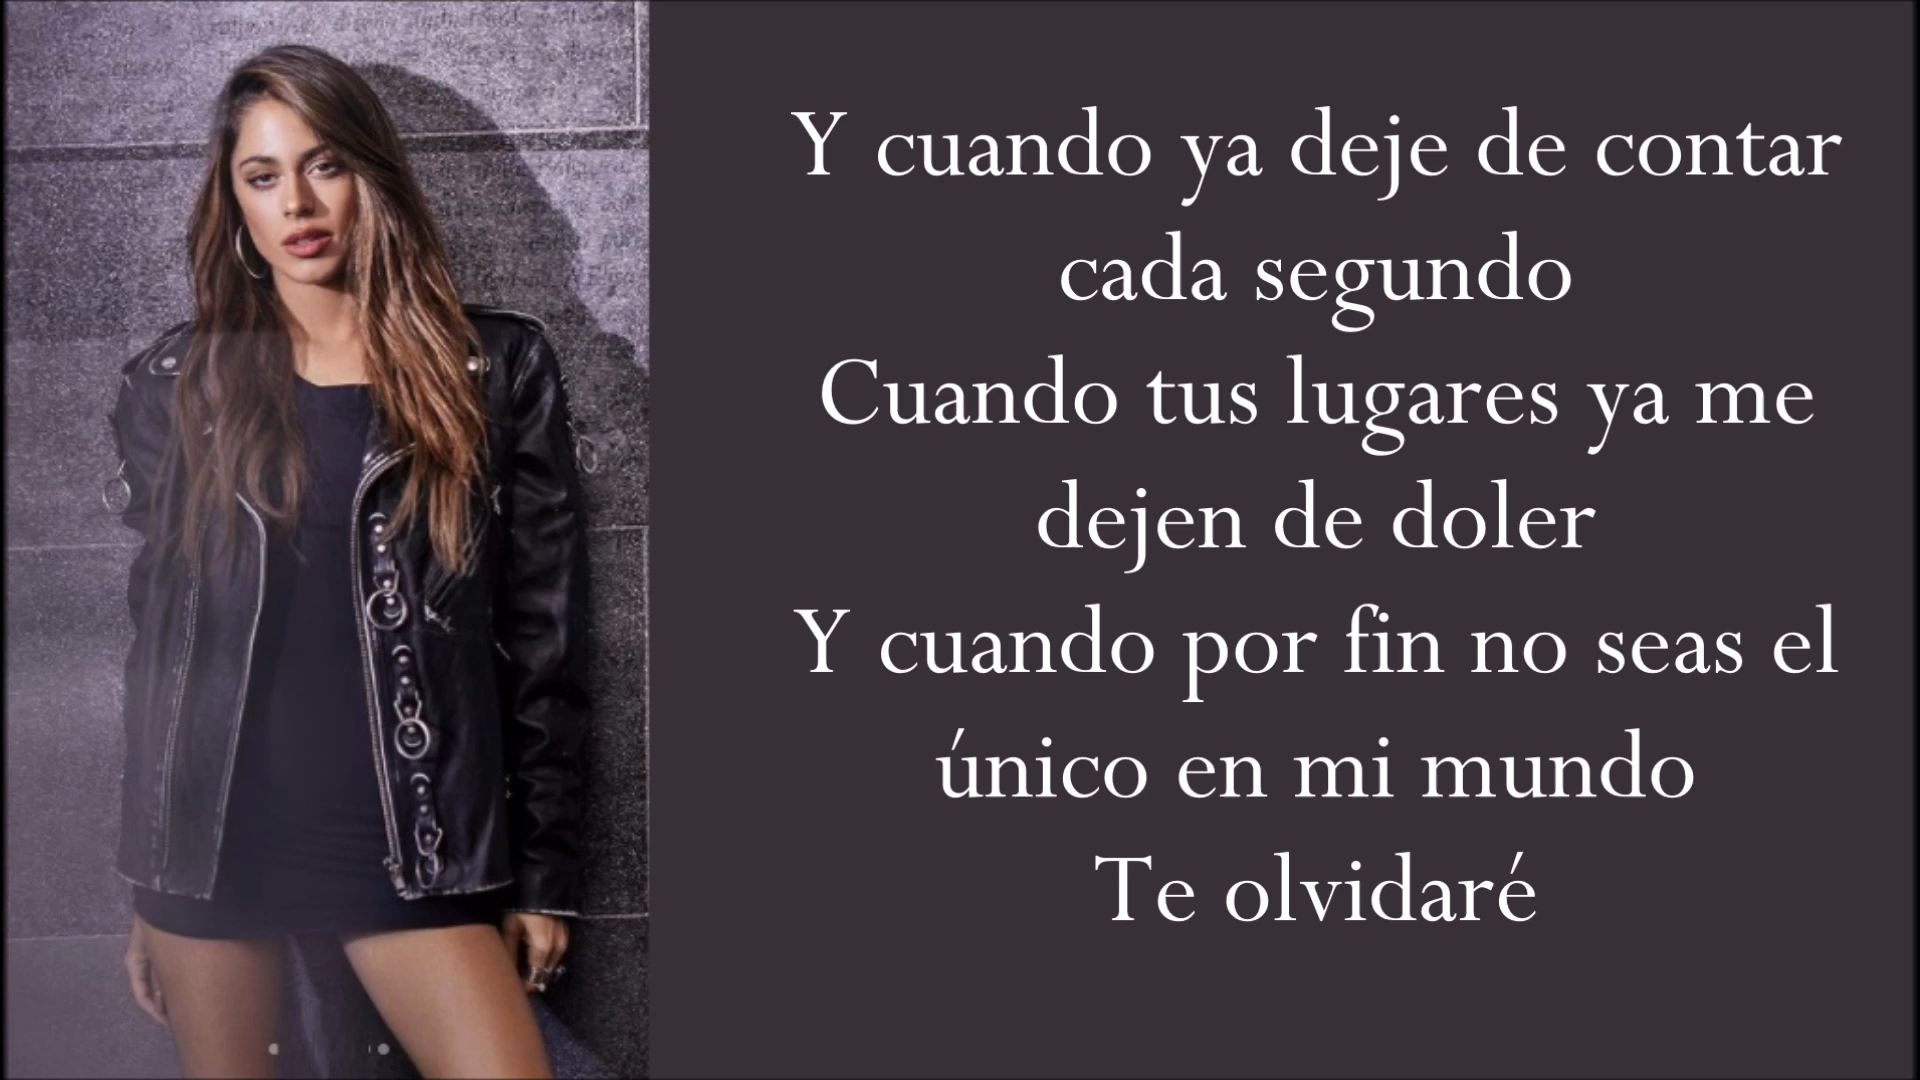 Y cuando ya deje de contar
cada segundo
Cuando tus lugares ya me
dejen de doler
Y cuando por fin no seas el
único en mi mundo
Te olvidaré